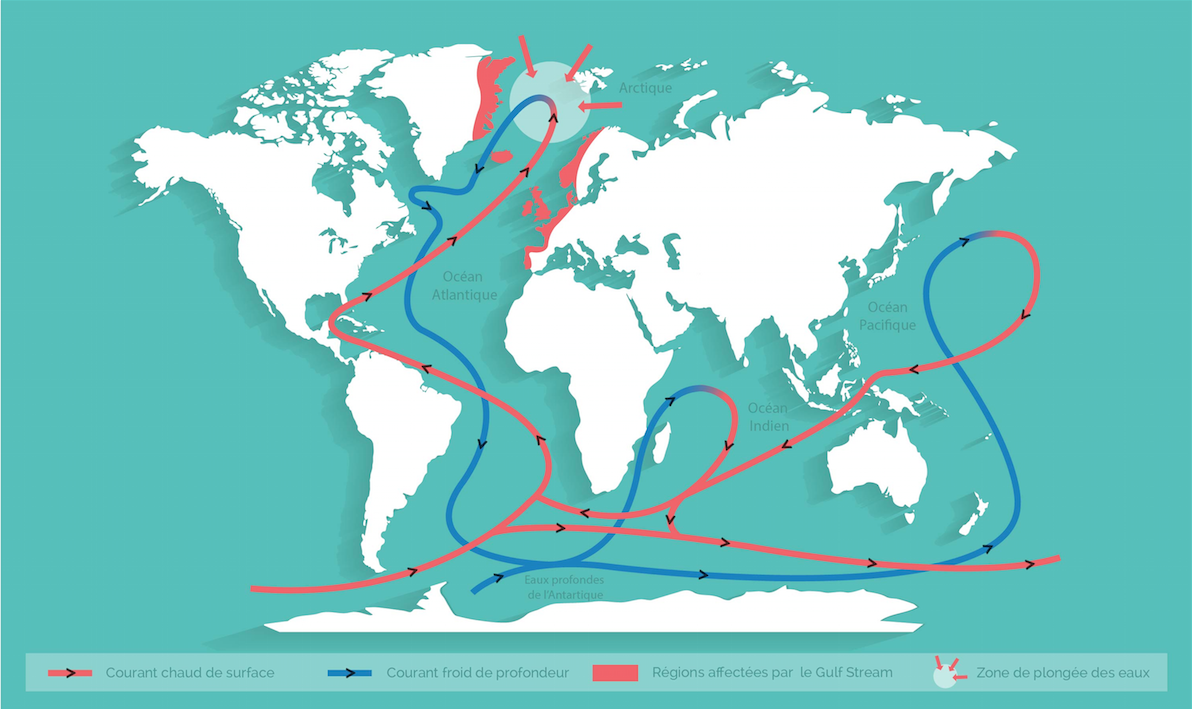 Arctique
Océan
Atlantique
Océan
Pacifique
Océan
Indien
Eaux profondes
de l'Antartique
Courant chaud de surface
Courant froid de profondeur
Régions affectées par le Gulf Stream
Zone de plongée des eaux